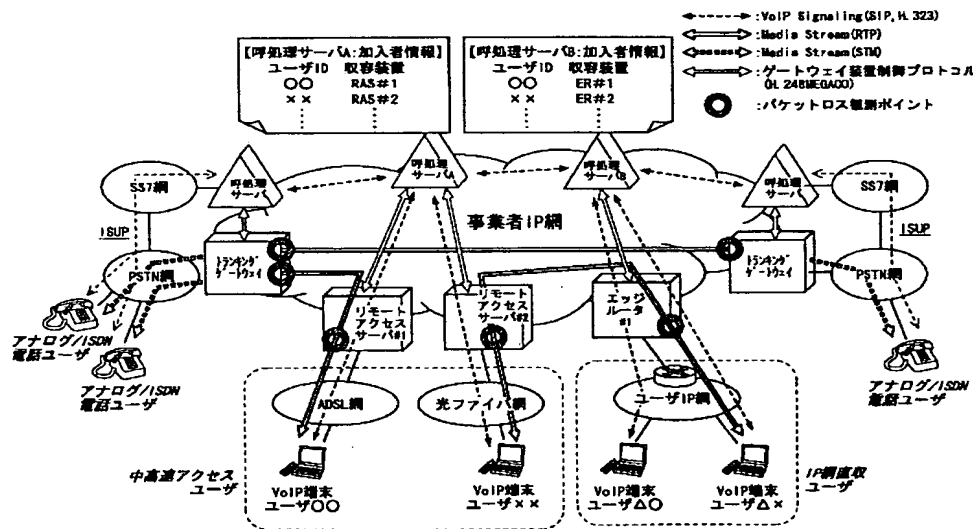 【呼処理サーバA:加入者情報】
ユーザID 収容装置
○○ RAS#1
×× RAS#2
【呼処理サーバB:加入者情報】
ユーザID 収容装置
○○ ER#1
×× ER#2
:VoIP Signaling(SIP,H.323)
:Media Stream(RTP)
:Media Stream(STM)
:ゲートウェイ装置制御プロトコル
(H.248MEGACO)
:パケットロス観測ポイント
SS7網
呼処理
サーバ
呼処理
サーバA
呼処理
サーバB
呼処理
サーバ
SS7網
事業者IP網
ISUP
ISUP
PSTN網
トランキング
ゲートウェイ
トランキング
ゲートウェイ
PSTN網
リモート
アクセス
サーバ#1
リモート
アクセス
サーバ#2
エッジ
ルータ
#1
アナログ/ISDN
電話ユーザ
アナログ/ISDN
電話ユーザ
アナログ/ISDN
電話ユーザ
ADSL網
光ファイバ網
ユーザIP網
中高速アクセス
ユーザ
VoIP端末
ユーザ○○
VoIP端末
ユーザ××
VoIP端末
ユーザ△○
VoIP端末
ユーザ△×
IP網直収
ユーザ